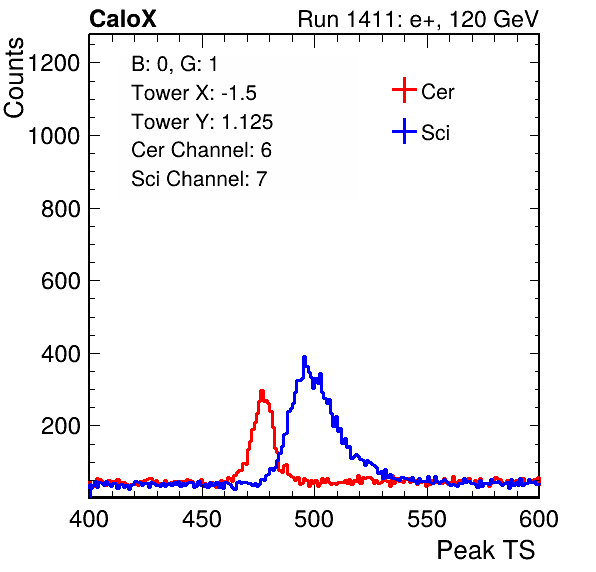 CaloX Run 1411: e+, 120 GeV
Counts
1200
1000
800
600
400
200
B: 0, G: 1
Tower X: -1.5
Tower Y: 1.125
Cer Channel: 6
Sci Channel: 7
Cer
Sci
400 450 500 550 600
Peak TS